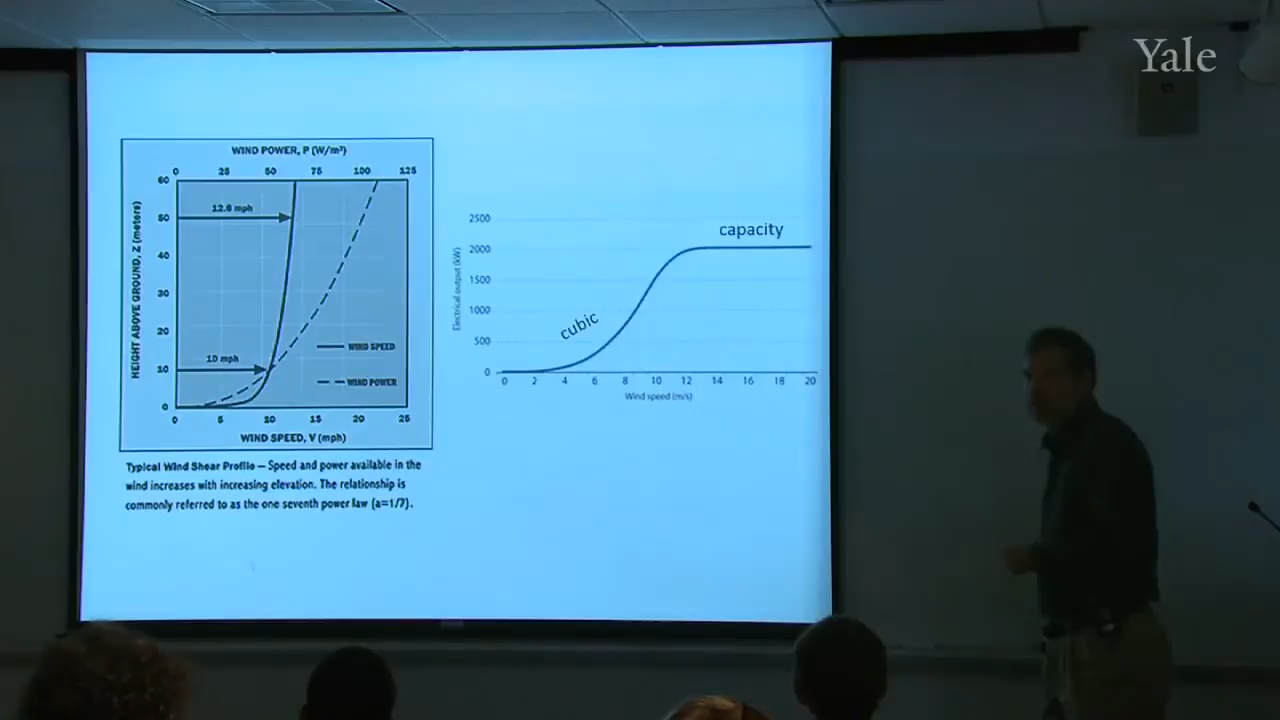 Yale
WIND POWER, P (W/m²)
0 25 50 75 100 125
60
50
40
30
20
10
0
HEIGHT ABOVE GROUND, Z (meters)
12.6 mph
10 mph
WIND SPEED
WIND POWER
0 5 10 15 20 25
WIND SPEED, V (mph)
Typical Wind Shear Profile — Speed and power available in the
wind increases with increasing elevation. The relationship is
commonly referred to as the one seventh power law (a=1/7).
2500
2000
1500
1000
500
0
Electrical output (kW)
capacity
cubic
0 2 4 6 8 10 12 14 16 18 20
Wind speed (m/s)